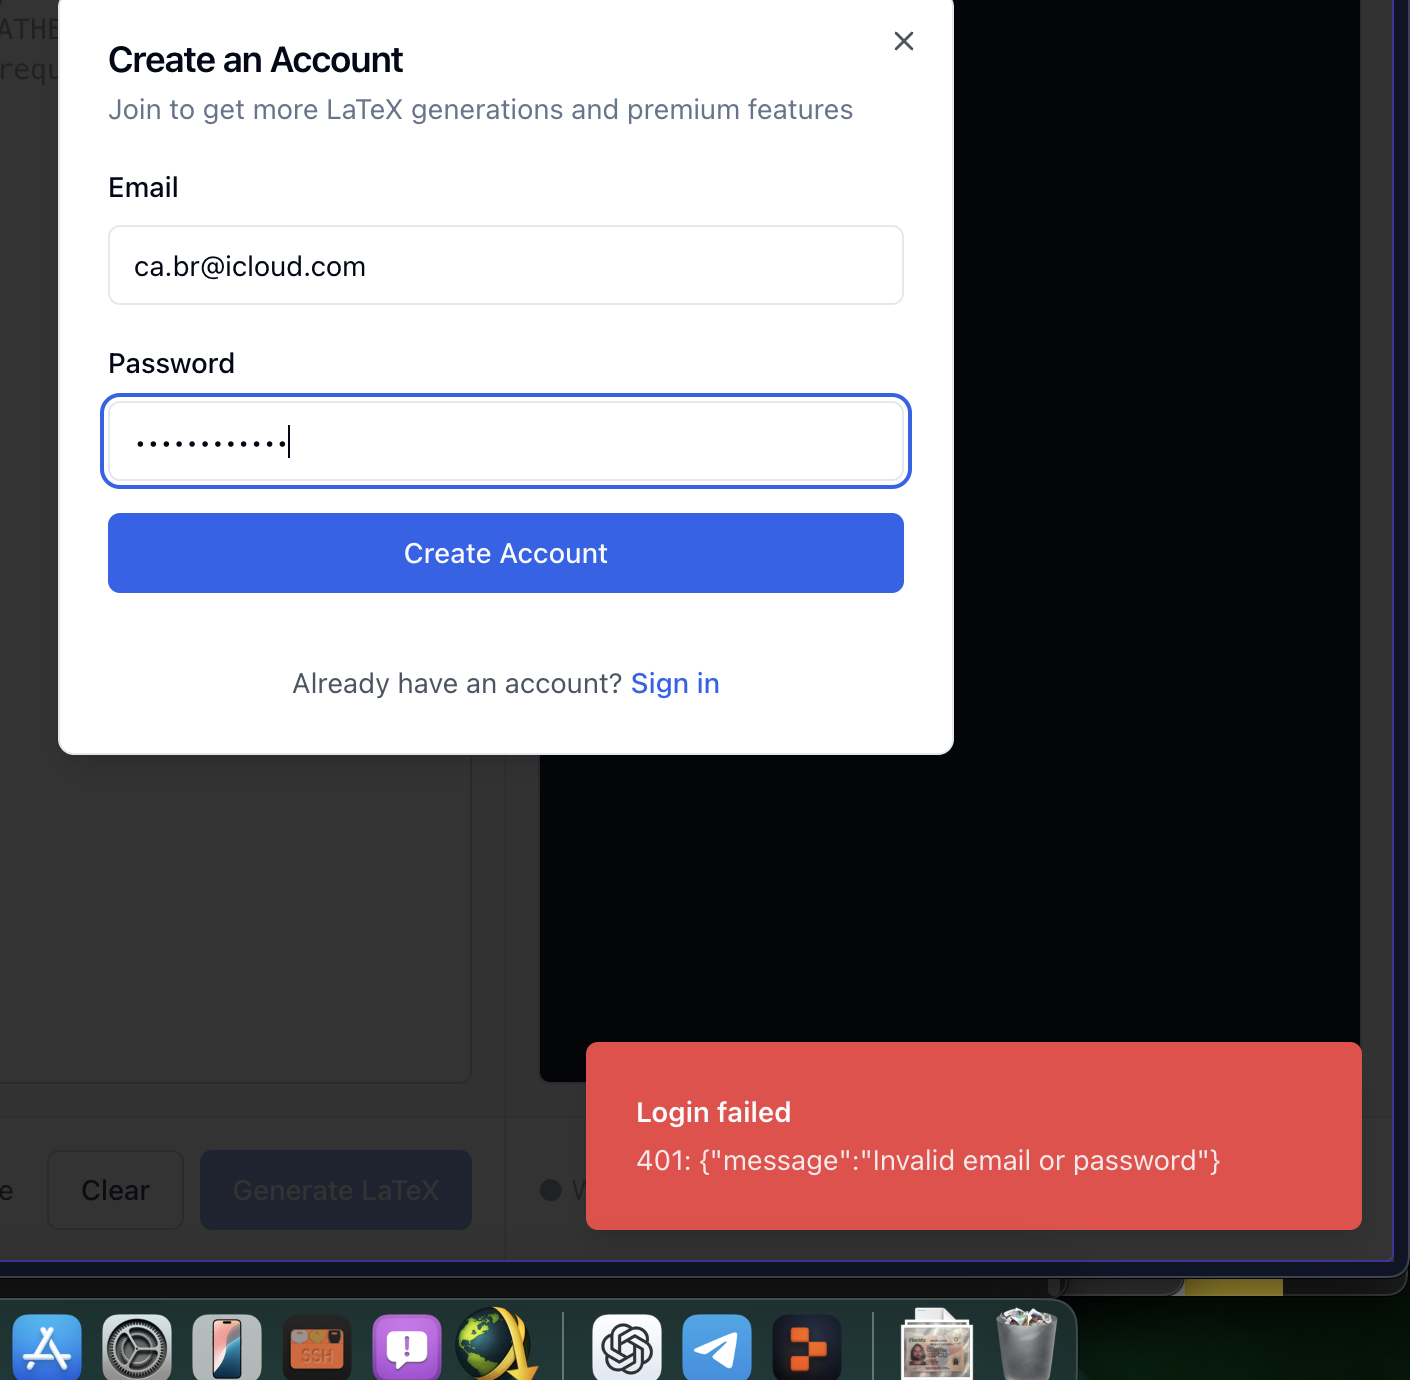 Create an Account
Join to get more LaTeX generations and premium features
Email
ca.br@icloud.com
Password
Create Account
Already have an account? Sign in
Login failed
401: {"message":"Invalid email or password"}
Clear
Generate LaTeX
SSH